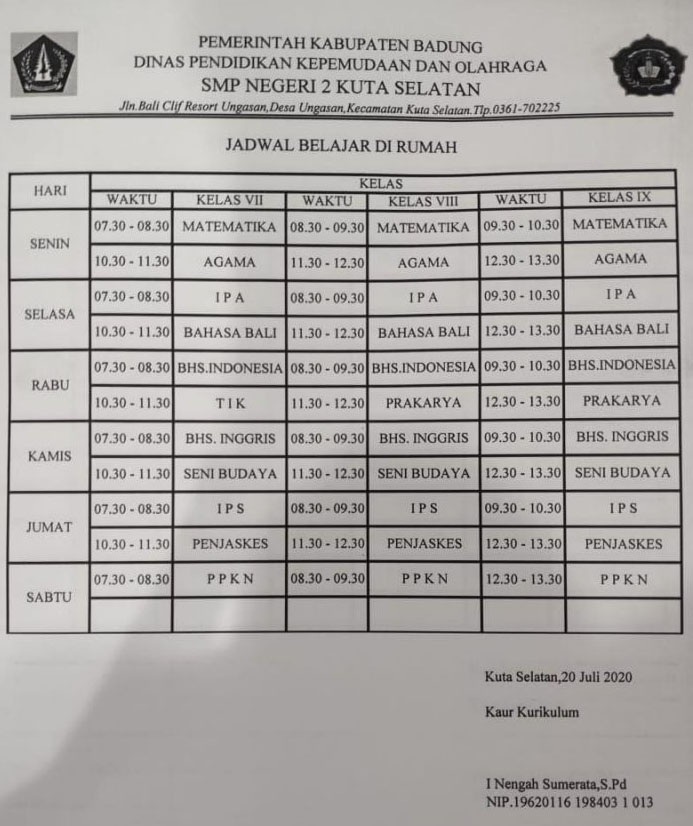 PEMERINTAH KABUPATEN BADUNG
DINAS PENDIDIKAN KEPEMUDAAN DAN OLAHRAGA
SMP NEGERI 2 KUTA SELATAN
Jln.Bali Clif Resort Ungasan,Desa Ungasan,Kecamatan Kuta Selatan.Tlp.0361-702225
JADWAL BELAJAR DI RUMAH
HARI KELAS
WAKTU KELAS VII WAKTU KELAS VIII WAKTU KELAS IX
SENIN 07.30 - 08.30 MATEMATIKA 08.30 - 09.30 MATEMATIKA 09.30 - 10.30 MATEMATIKA
10.30 - 11.30 AGAMA 11.30 - 12.30 AGAMA 12.30 - 13.30 AGAMA
SELASA 07.30 - 08.30 I P A 08.30 - 09.30 I P A 09.30 - 10.30 I P A
10.30 - 11.30 BAHASA BALI 11.30 - 12.30 BAHASA BALI 12.30 - 13.30 BAHASA BALI
RABU 07.30 - 08.30 BHS.INDONESIA 08.30 - 09.30 BHS.INDONESIA 09.30 - 10.30 BHS.INDONESIA
10.30 - 11.30 T I K 11.30 - 12.30 PRAKARYA 12.30 - 13.30 PRAKARYA
KAMIS 07.30 - 08.30 BHS. INGGRIS 08.30 - 09.30 BHS. INGGRIS 09.30 - 10.30 BHS. INGGRIS
10.30 - 11.30 SENI BUDAYA 11.30 - 12.30 SENI BUDAYA 12.30 - 13.30 SENI BUDAYA
JUMAT 07.30 - 08.30 I P S 08.30 - 09.30 I P S 09.30 - 10.30 I P S
10.30 - 11.30 PENJASKES 11.30 - 12.30 PENJASKES 12.30 - 13.30 PENJASKES
SABTU 07.30 - 08.30 P P K N 08.30 - 09.30 P P K N 12.30 - 13.30 P P K N
Kuta Selatan,20 Juli 2020
Kaur Kurikulum
I Nengah Sumerata,S.Pd
NIP.19620116 198403 1 013